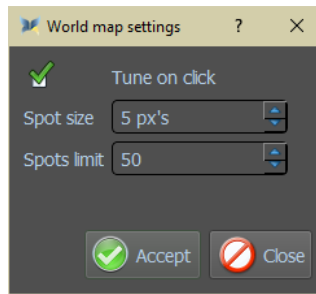 World map settings ?
Tune on click
Spot size 5 px's
Spots limit 50
Accept Close